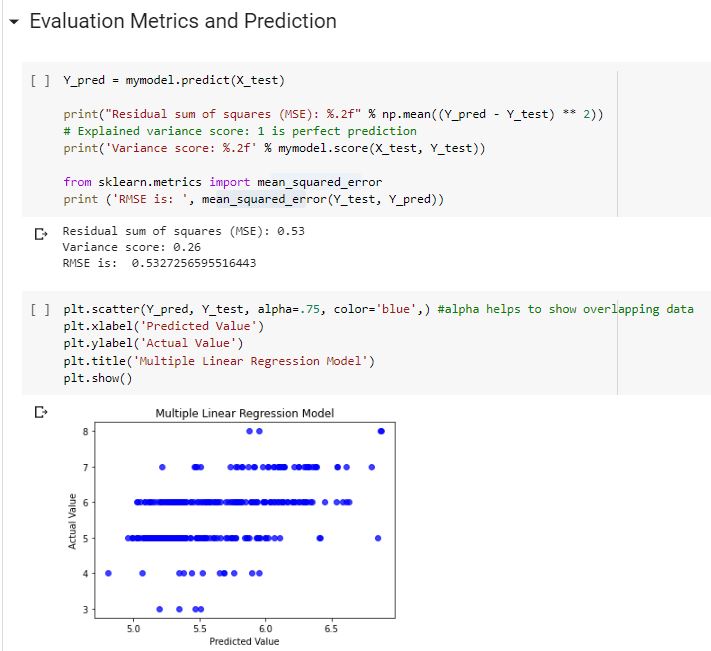 Evaluation Metrics and Prediction
[ ] Y_pred = mymodel.predict(X_test)
print("Residual sum of squares (MSE): %.2f" % np.mean((Y_pred - Y_test) ** 2))
# Explained variance score: 1 is perfect prediction
print('Variance score: %.2f' % mymodel.score(X_test, Y_test))
from sklearn.metrics import mean_squared_error
print ('RMSE is: ', mean_squared_error(Y_test, Y_pred))
Residual sum of squares (MSE): 0.53
Variance score: 0.26
RMSE is:  0.5327256595516443
[ ] plt.scatter(Y_pred, Y_test, alpha=.75, color='blue',) #alpha helps to show overlapping data
plt.xlabel('Predicted Value')
plt.ylabel('Actual Value')
plt.title('Multiple Linear Regression Model')
plt.show()
Multiple Linear Regression Model
8
7
6
5
4
3
Actual Value
5.0 5.5 6.0 6.5
Predicted Value